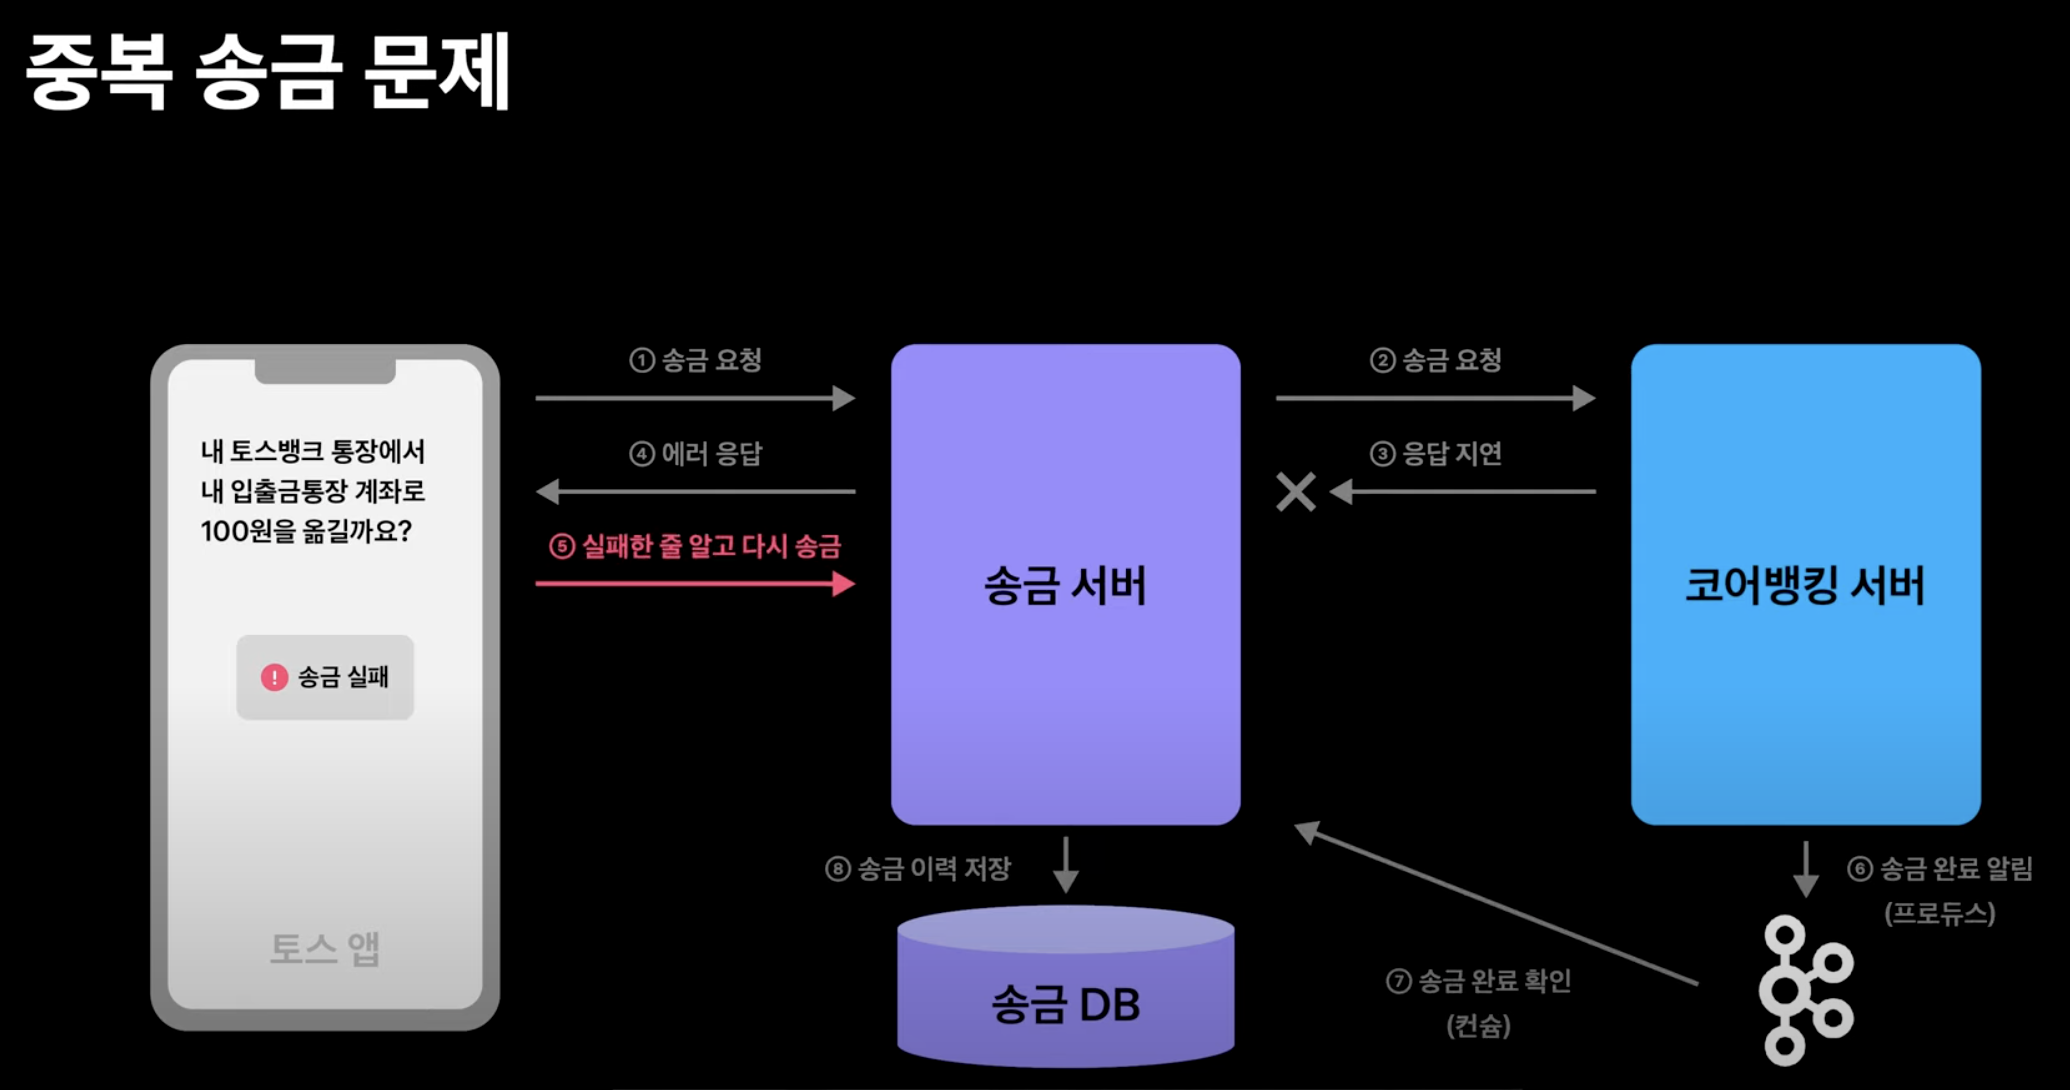 중복 송금 문제
내 토스뱅크 통장에서
내 입출금통장 계좌로
100원을 옮길까요?
! 송금 실패
토스 앱
① 송금 요청
④ 에러 응답
⑤ 실패한 줄 알고 다시 송금
송금 서버
② 송금 요청
③ 응답 지연
코어뱅킹 서버
⑥ 송금 완료 알림
(프로듀스)
⑦ 송금 완료 확인
(컨슘)
⑧ 송금 이력 저장
송금 DB